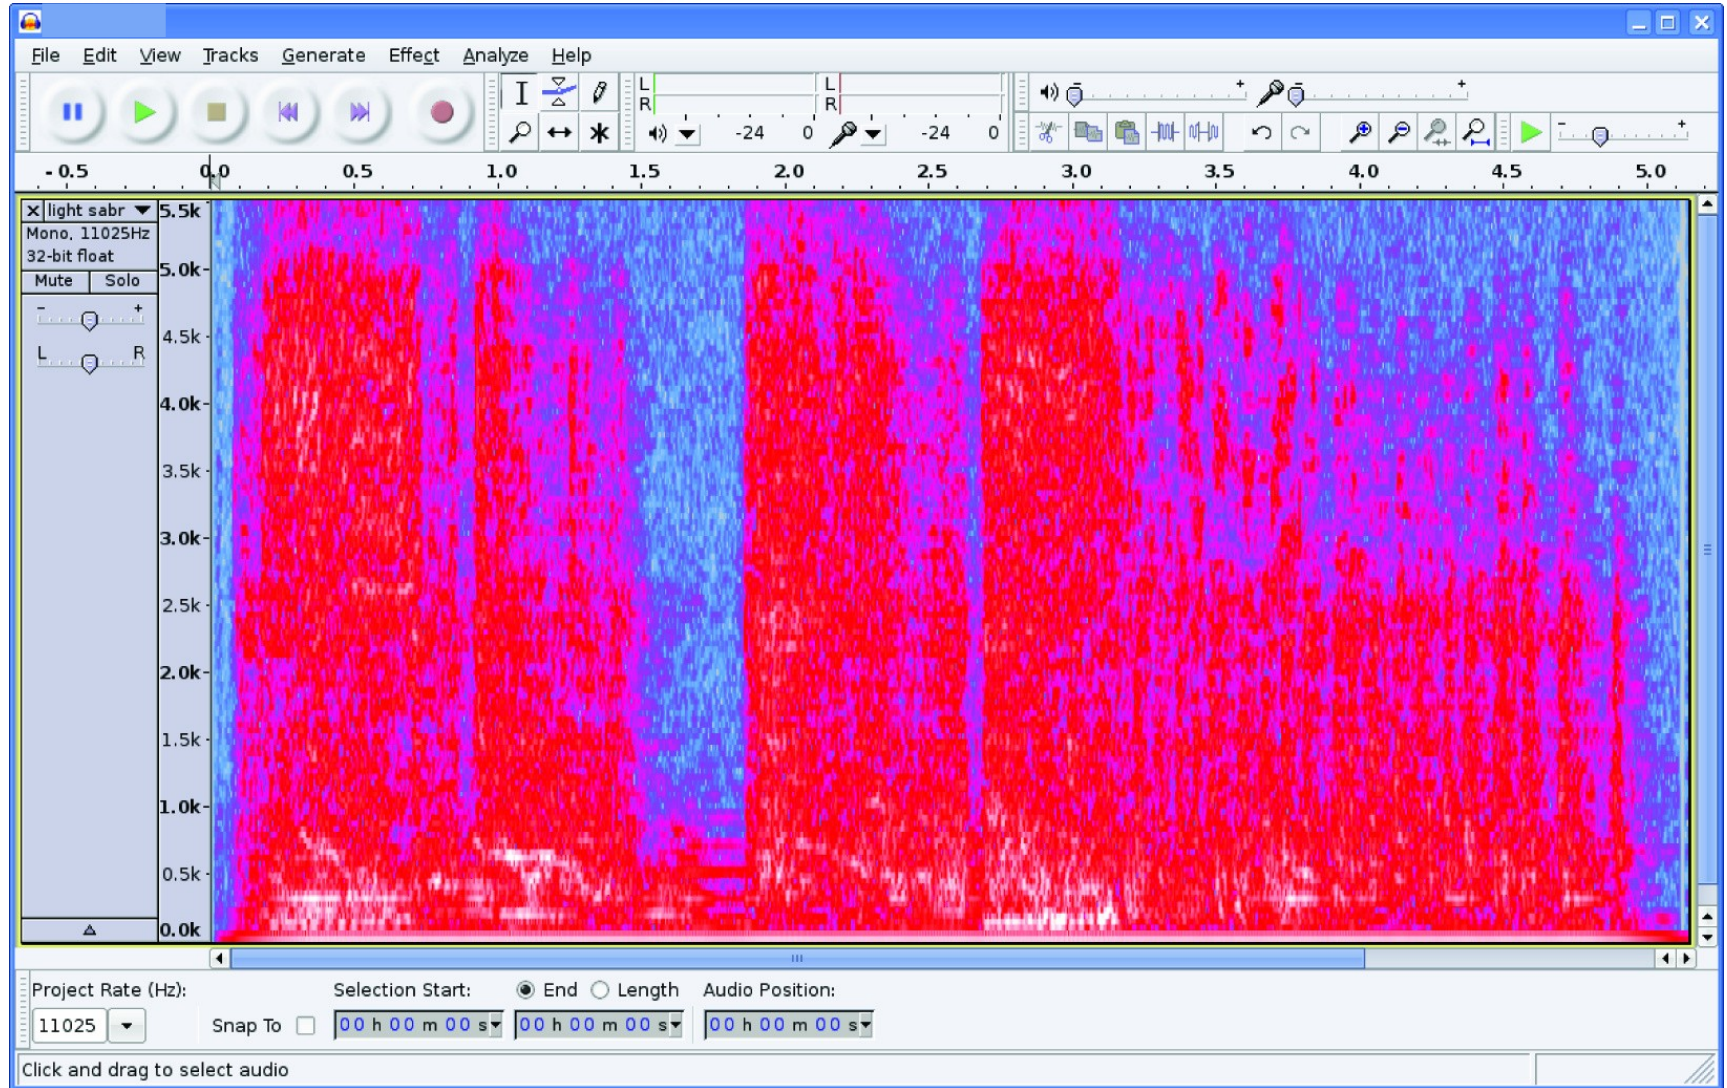 File Edit View Tracks Generate Effect Analyze Help
L
R
-24 0
L
R
-24 0
- + - +
- +
- 0.5 0.0 0.5 1.0 1.5 2.0 2.5 3.0 3.5 4.0 4.5 5.0
X light sabr
Mono, 11025Hz
32-bit float
Mute Solo
- +
L R
5.5k
5.0k
4.5k
4.0k
3.5k
3.0k
2.5k
2.0k
1.5k
1.0k
0.5k
0.0k
Project Rate (Hz): Selection Start: End Length Audio Position:
11025 Snap To 00 h 00 m 00 s 00 h 00 m 00 s 00 h 00 m 00 s
Click and drag to select audio